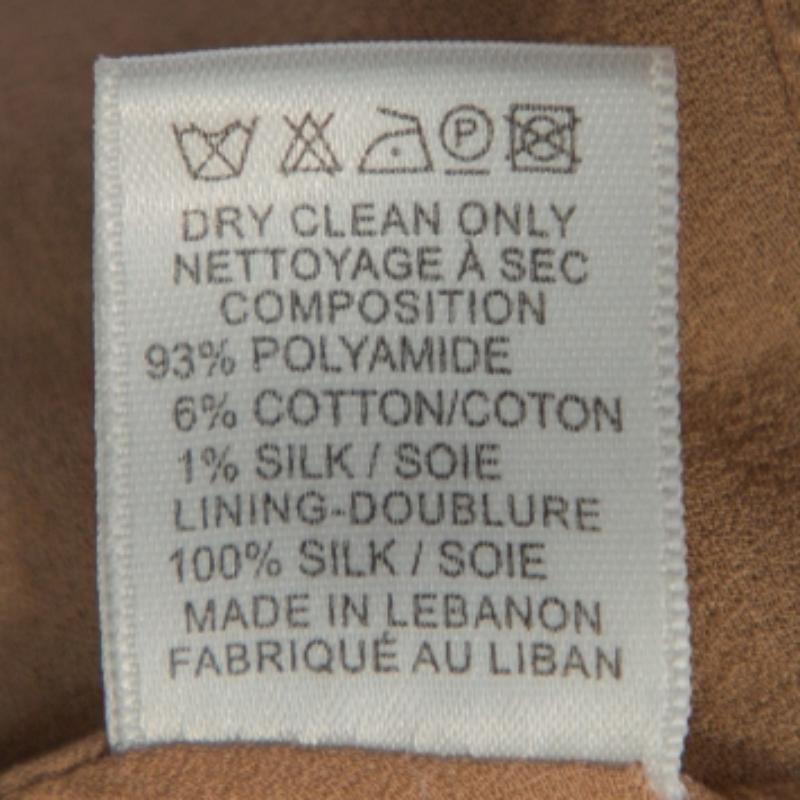 P
DRY CLEAN ONLY
NETTOYAGE À SEC
COMPOSITION
93% POLYAMIDE
6% COTTON/COTON
1% SILK / SOIE
LINING-DOUBLURE
100% SILK / SOIE
MADE IN LEBANON
FABRIQUÉ AU LIBAN